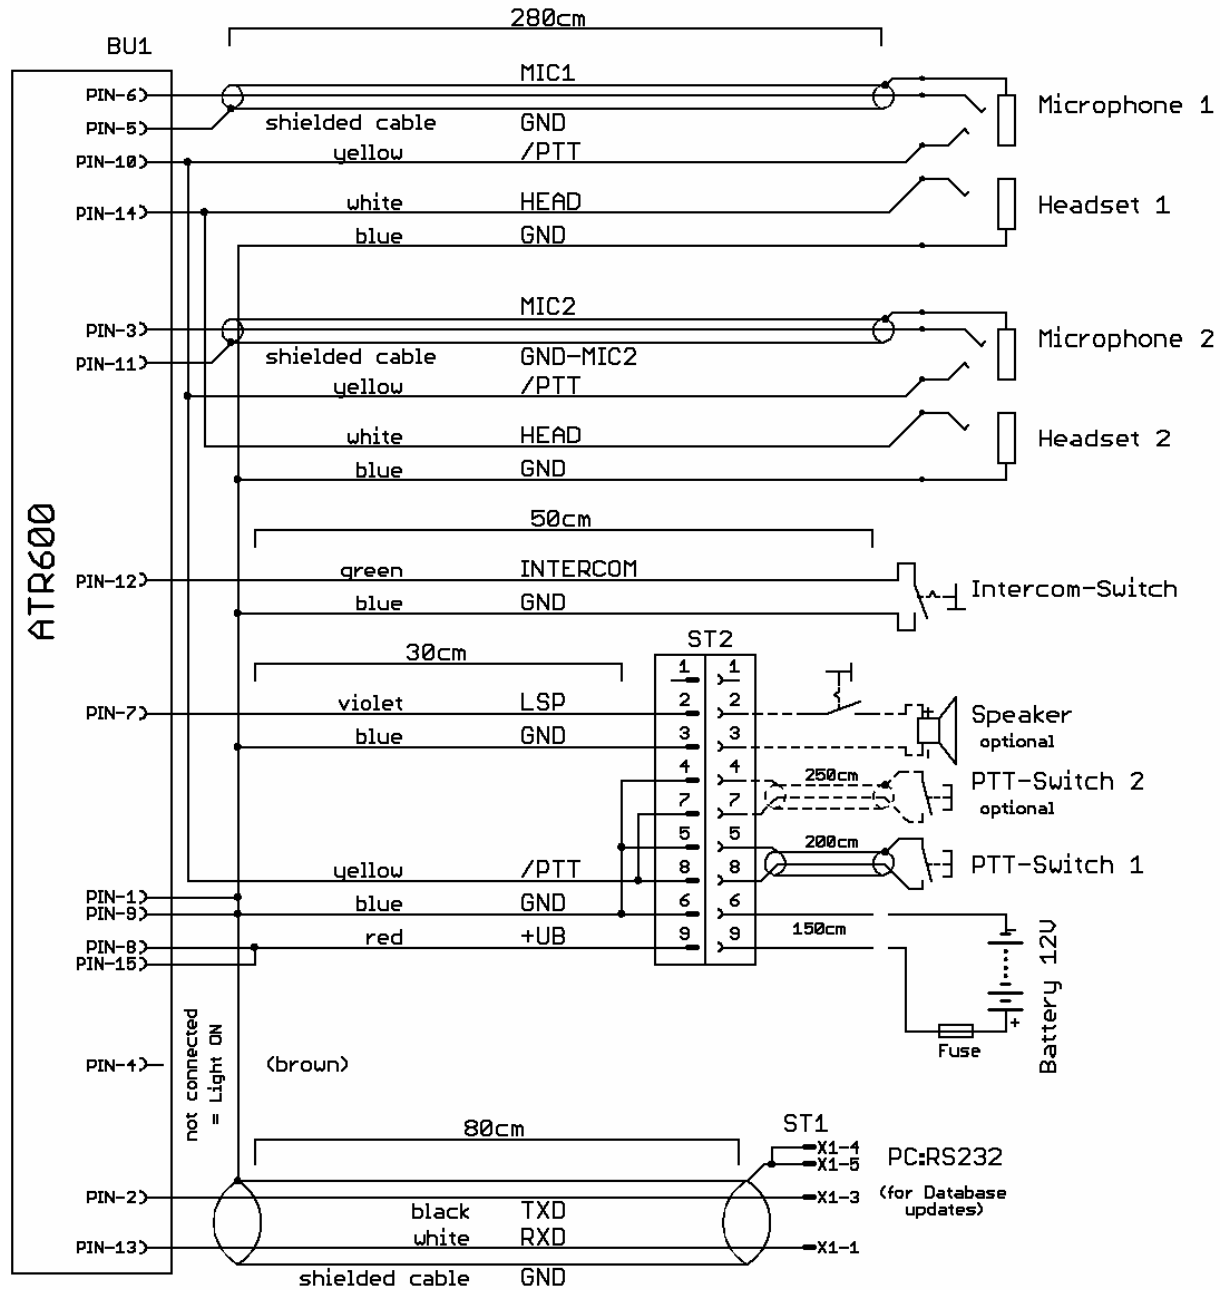 280cm
BU1
MIC1
PIN-6
Microphone 1
shielded cable GND
PIN-5
yellow /PTT
PIN-10
white HEAD
Headset 1
PIN-14
blue GND
MIC2
PIN-3
Microphone 2
shielded cable GND-MIC2
PIN-11
yellow /PTT
white HEAD
Headset 2
blue GND
ATR600
50cm
green INTERCOM
PIN-12
Intercom-Switch
blue GND
ST2
30cm
1 1
violet LSP
2 2
PIN-7
Speaker
optional
+
-
blue GND
3 3
4 4
250cm
PTT-Switch 2
optional
7 7
5 5
200cm
yellow /PTT
8 8
PTT-Switch 1
PIN-1
blue GND
6 6
PIN-9
150cm
red +UB
9 9
PIN-8
PIN-15
-
+
Battery 12V
Fuse
not connected
= Light ON
PIN-4
(brown)
80cm
ST1
X1-4
X1-5
PC:RS232
PIN-2
X1-3
(for Database
updates)
black TXD
white RXD
PIN-13
X1-1
shielded cable GND